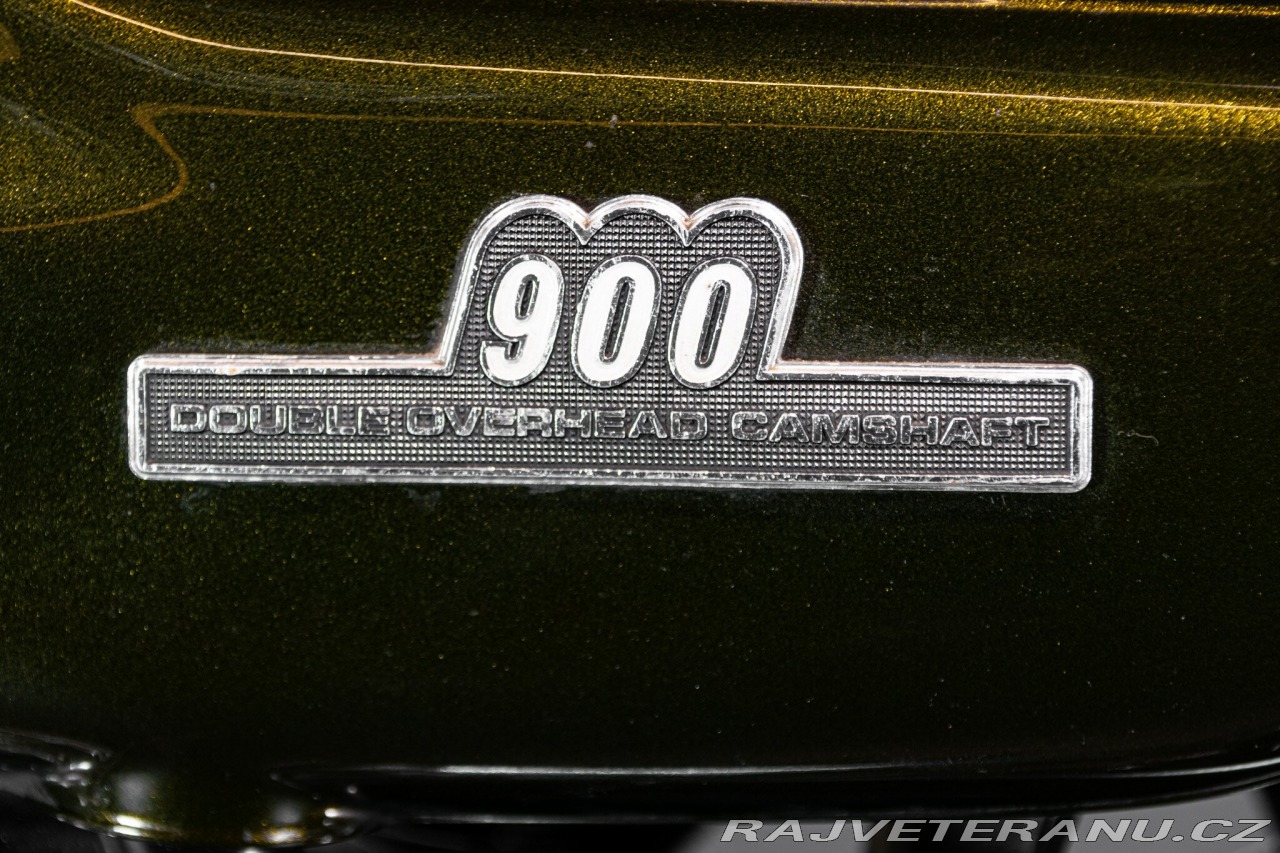 900
DOUBLE OVERHEAD CAMSHAFT
RAJVETERANU.CZ